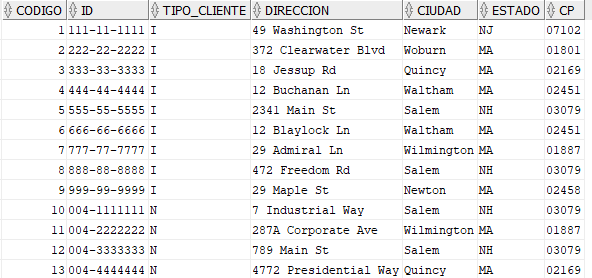 CODIGO ID TIPO_CLIENTE DIRECCION CIUDAD ESTADO CP
1 111-11-1111 I 49 Washington St Newark NJ 07102
2 222-22-2222 I 372 Clearwater Blvd Woburn MA 01801
3 333-33-3333 I 18 Jessup Rd Quincy MA 02169
4 444-44-4444 I 12 Buchanan Ln Waltham MA 02451
5 555-55-5555 I 2341 Main St Salem NH 03079
6 666-66-6666 I 12 Blaylock Ln Waltham MA 02451
7 777-77-7777 I 29 Admiral Ln Wilmington MA 01887
8 888-88-8888 I 472 Freedom Rd Salem NH 03079
9 999-99-9999 I 29 Maple St Newton MA 02458
10 004-1111111 N 7 Industrial Way Salem NH 03079
11 004-2222222 N 287A Corporate Ave Wilmington MA 01887
12 004-3333333 N 789 Main St Salem NH 03079
13 004-4444444 N 4772 Presidential Way Quincy MA 02169